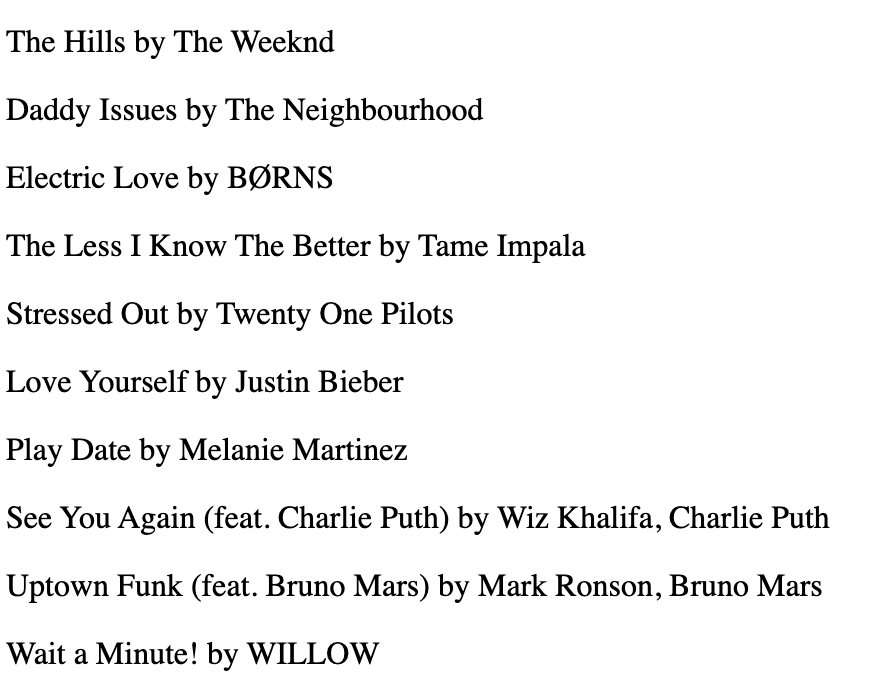 The Hills by The Weeknd
Daddy Issues by The Neighbourhood
Electric Love by BØRNS
The Less I Know The Better by Tame Impala
Stressed Out by Twenty One Pilots
Love Yourself by Justin Bieber
Play Date by Melanie Martinez
See You Again (feat. Charlie Puth) by Wiz Khalifa, Charlie Puth
Uptown Funk (feat. Bruno Mars) by Mark Ronson, Bruno Mars
Wait a Minute! by WILLOW